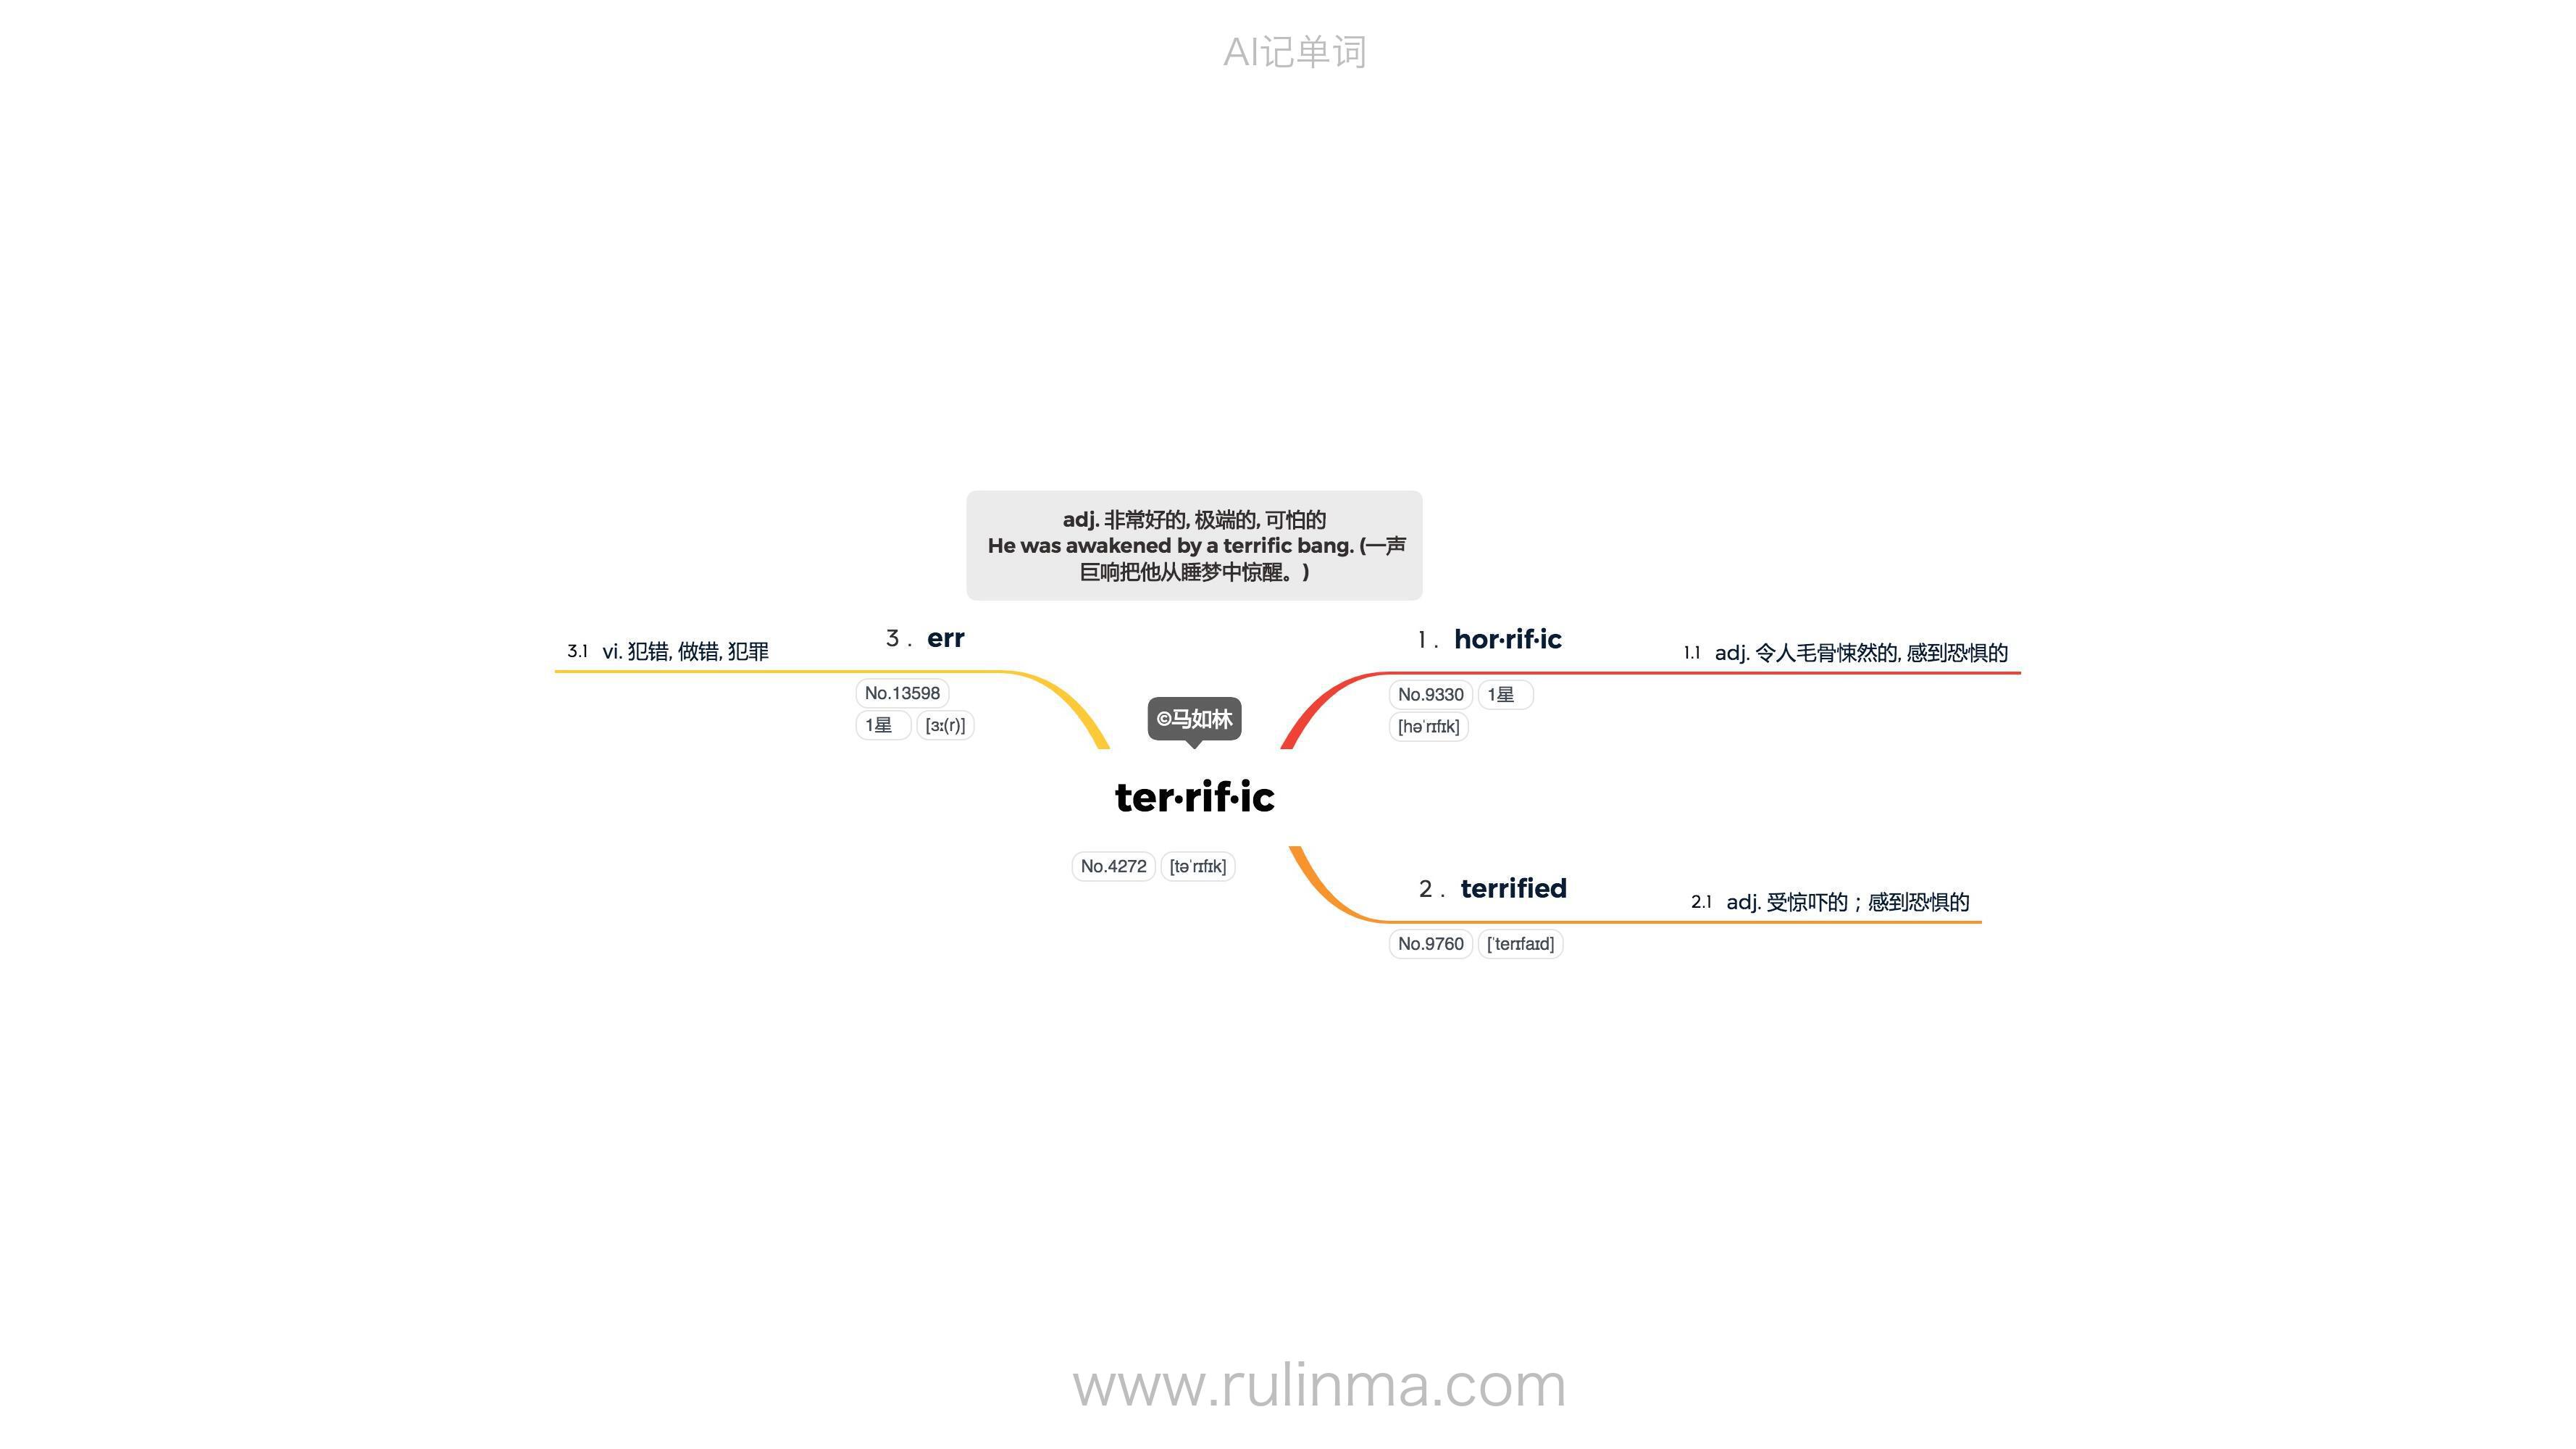 AI记单词
adj. 非常好的, 极端的, 可怕的
He was awakened by a terrific bang. (一声
巨响把他从睡梦中惊醒。)
3 . err
3.1 vi. 犯错, 做错, 犯罪
No.13598
1星 [ɜː(r)]
1 . hor·rif·ic
1.1 adj. 令人毛骨悚然的, 感到恐惧的
No.9330 1星
[həˈrɪfɪk]
©马如林
ter·rif·ic
No.4272 [təˈrɪfɪk]
2 . terrified
2.1 adj. 受惊吓的；感到恐惧的
No.9760 [ˈterɪfaɪd]
www.rulinma.com